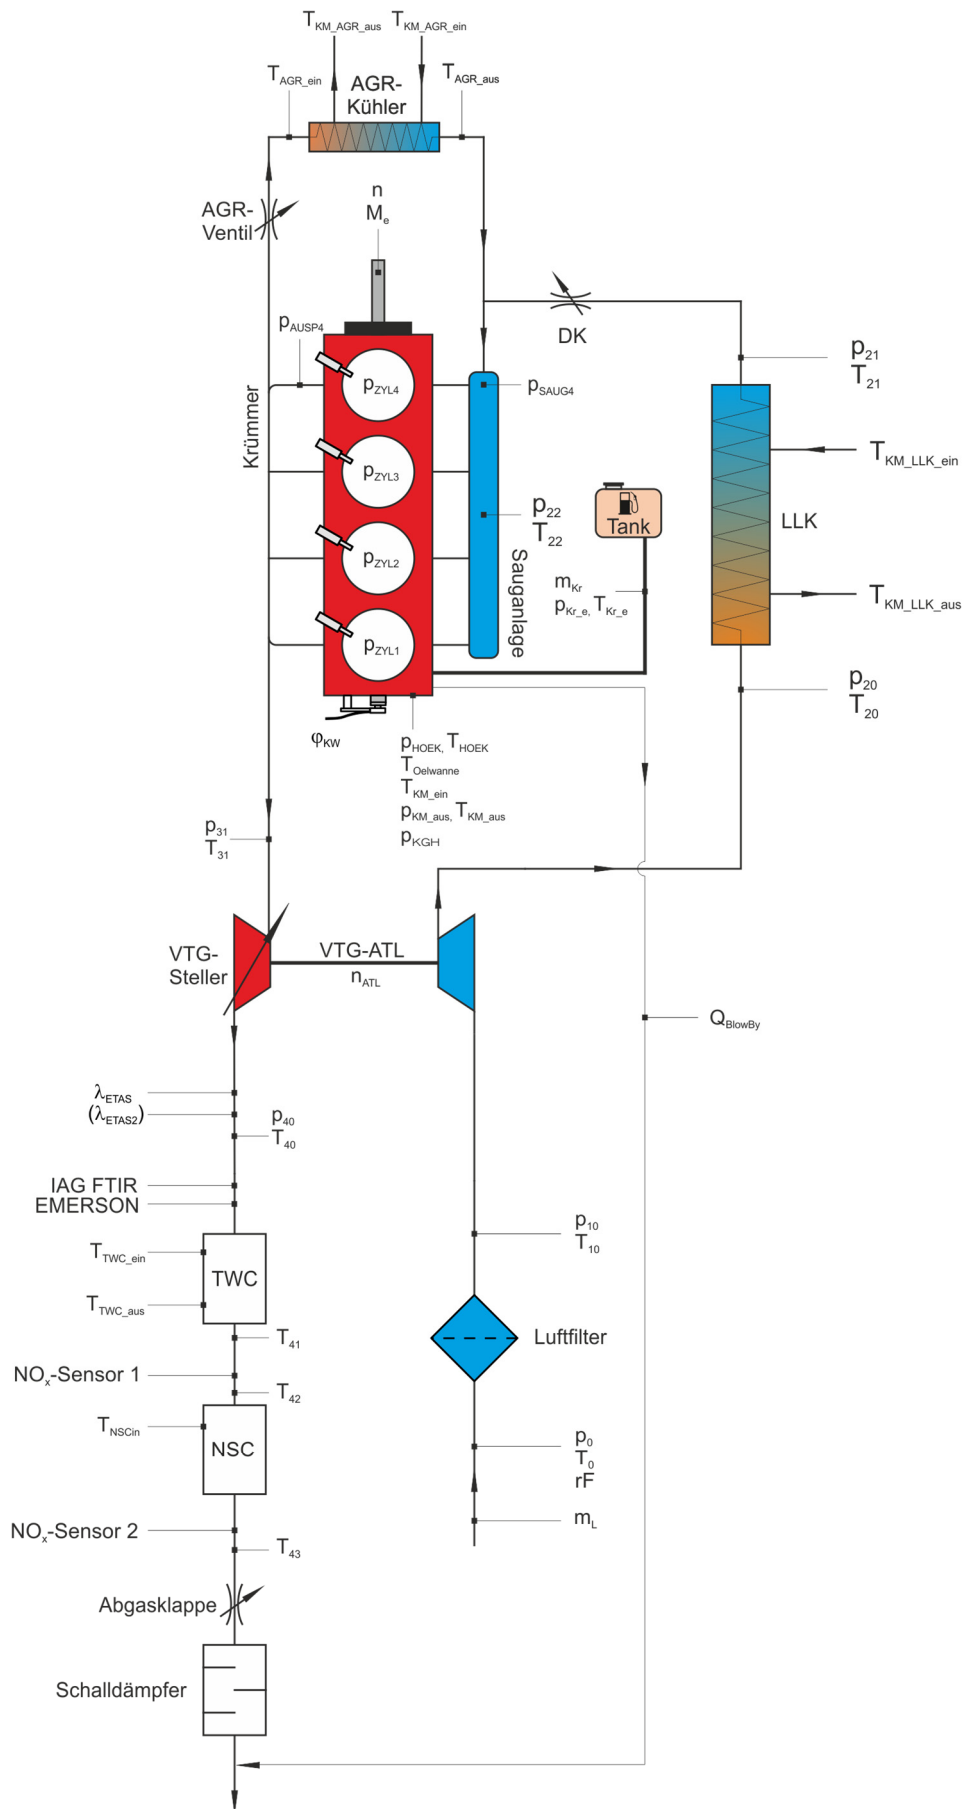 T_KM_AGR_aus T_KM_AGR_ein
T_AGR_ein
AGR-
Kühler
T_AGR_aus
n
M_e
AGR-
Ventil
DK
p_AUSP4
p_21
T_21
Krümmer
p_ZYL4
p_SAUG4
p_ZYL3
T_KM_LLK_ein
p_22
T_22
Tank
LLK
p_ZYL2
Sauganlage
m_Kr
p_Kr_e, T_Kr_e
T_KM_LLK_aus
p_ZYL1
p_20
T_20
φ_KW
p_HOEK, T_HOEK
T_Oelwanne
T_KM_ein
p_KM_aus, T_KM_aus
p_KGH
p_31
T_31
VTG-
Steller
VTG-ATL
n_ATL
Q_BlowBy
λ_ETAS
(λ_ETAS2)
p_40
T_40
IAG FTIR
EMERSON
p_10
T_10
T_TWC_ein
TWC
T_TWC_aus
T_41
Luftfilter
NO_x-Sensor 1
T_42
T_NSCin
NSC
p_0
T_0
rF
m_L
NO_x-Sensor 2
T_43
Abgasklappe
Schalldämpfer